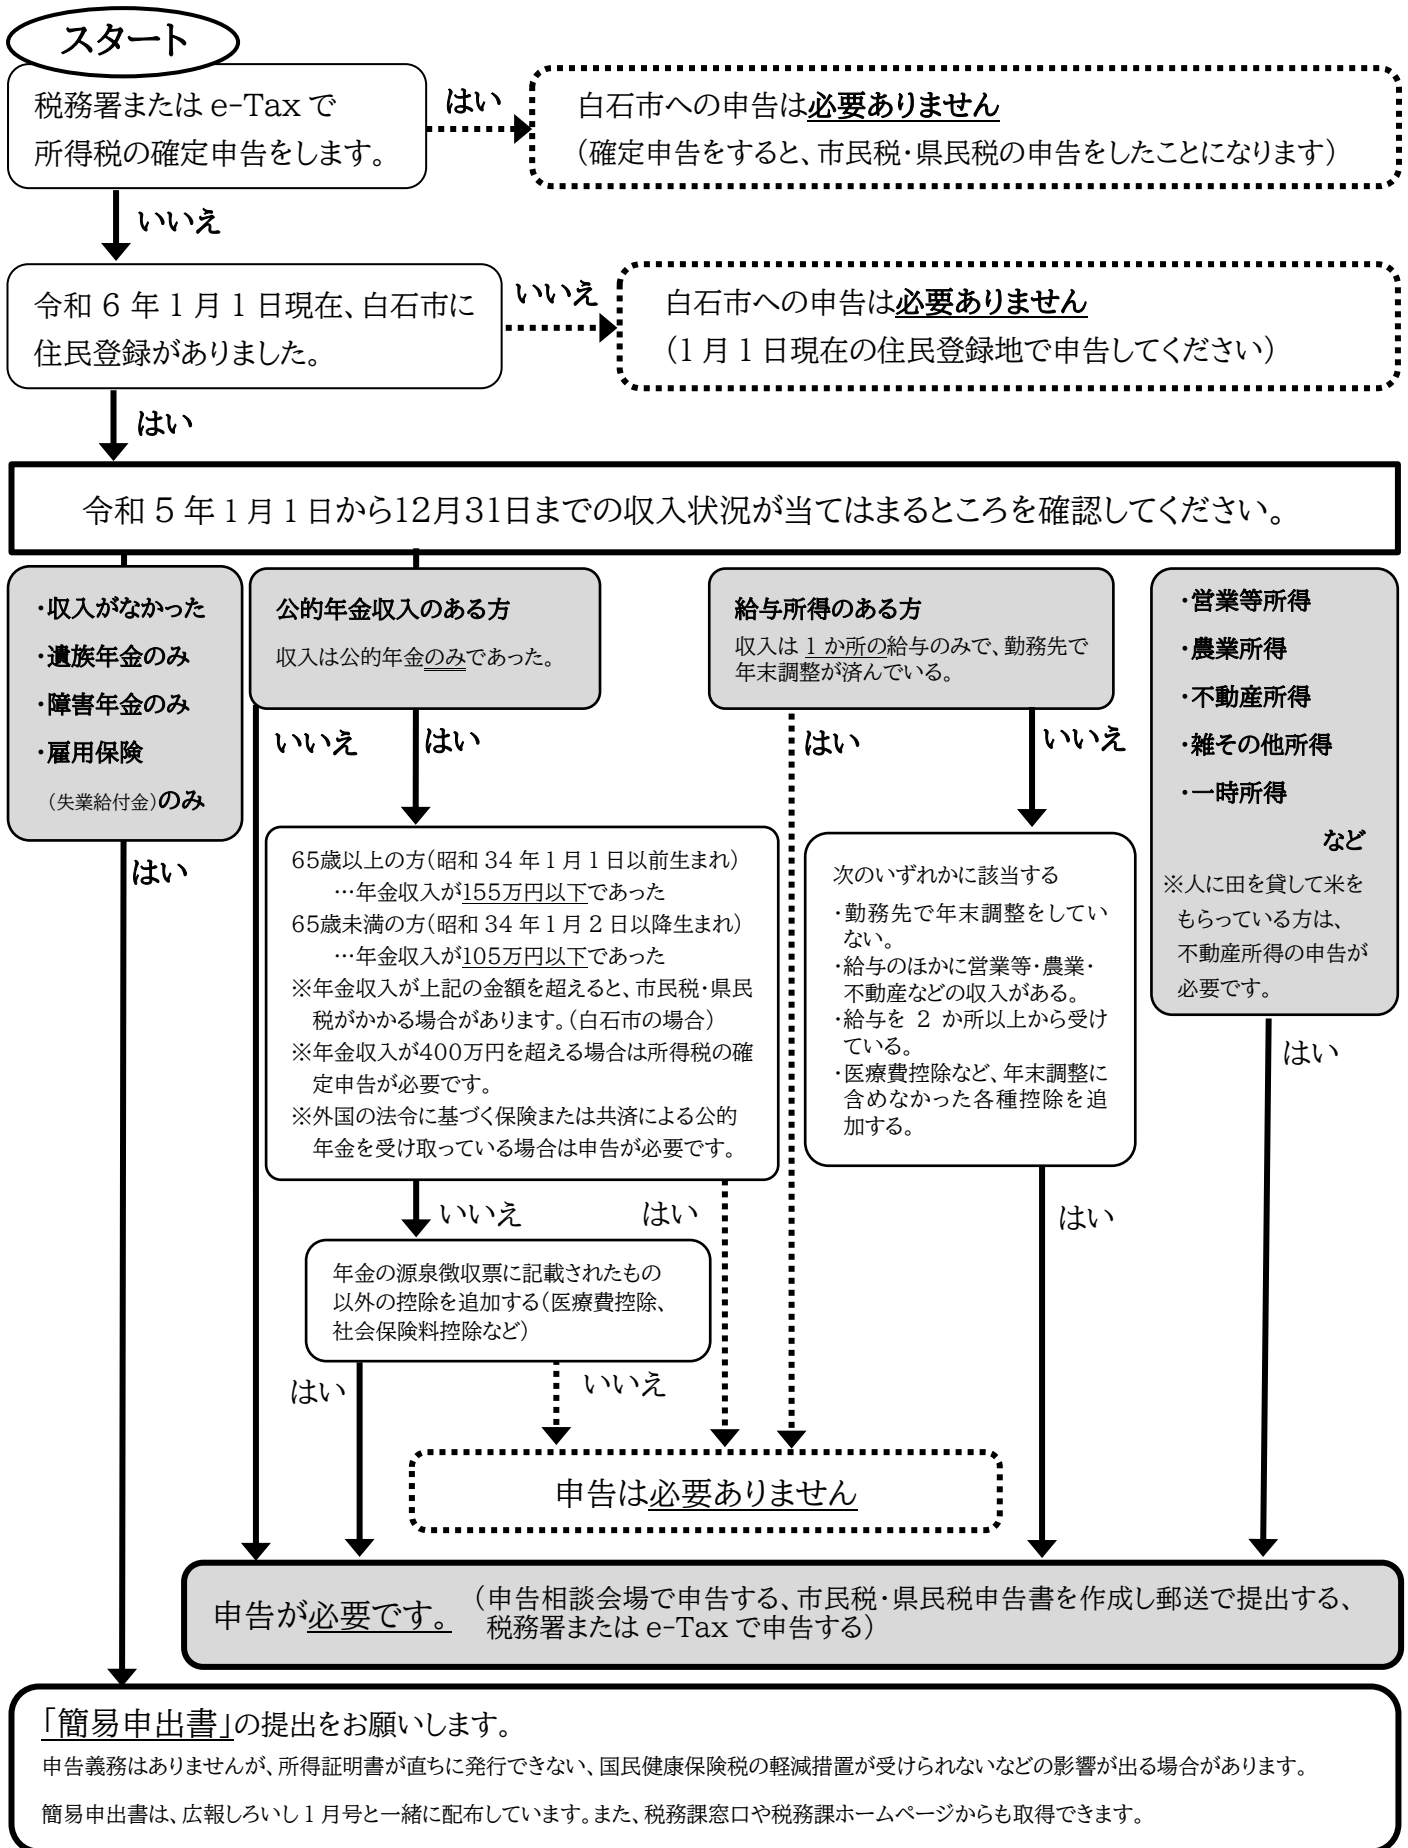 スタート
税務署または e-Tax で
所得税の確定申告をします。
はい
白石市への申告は必要ありません
（確定申告をすると、市民税・県民税の申告をしたことになります）
いいえ
令和 6 年 1 月 1 日現在、白石市に
住民登録がありました。
いいえ
白石市への申告は必要ありません
（1 月 1 日現在の住民登録地で申告してください）
はい
令和 5 年 1 月 1 日から12月31日までの収入状況が当てはまるところを確認してください。
・収入がなかった
・遺族年金のみ
・障害年金のみ
・雇用保険
（失業給付金）のみ
はい
公的年金収入のある方
収入は公的年金のみであった。
いいえ
はい
65歳以上の方（昭和 34 年 1 月 1 日以前生まれ）
…年金収入が155万円以下であった
65歳未満の方（昭和 34 年 1 月 2 日以降生まれ）
…年金収入が105万円以下であった
※年金収入が上記の金額を超えると、市民税・県民
税がかかる場合があります。（白石市の場合）
※年金収入が400万円を超える場合は所得税の確
定申告が必要です。
※外国の法令に基づく保険または共済による公的
年金を受け取っている場合は申告が必要です。
いいえ
はい
年金の源泉徴収票に記載されたもの
以外の控除を追加する（医療費控除、
社会保険料控除など）
はい
いいえ
給与所得のある方
収入は 1 か所の給与のみで、勤務先で
年末調整が済んでいる。
はい
いいえ
次のいずれかに該当する
・勤務先で年末調整をしてい
ない。
・給与のほかに営業等・農業・
不動産などの収入がある。
・給与を 2 か所以上から受け
ている。
・医療費控除など、年末調整に
含めなかった各種控除を追
加する。
はい
・営業等所得
・農業所得
・不動産所得
・雑その他所得
・一時所得
など
※人に田を貸して米を
もらっている方は、
不動産所得の申告が
必要です。
はい
申告は必要ありません
申告が必要です。
（申告相談会場で申告する、市民税・県民税申告書を作成し郵送で提出する、
税務署または e-Tax で申告する）
「簡易申出書」の提出をお願いします。
申告義務はありませんが、所得証明書が直ちに発行できない、国民健康保険税の軽減措置が受けられないなどの影響が出る場合があります。
簡易申出書は、広報しろいし 1 月号と一緒に配布しています。また、税務課窓口や税務課ホームページからも取得できます。